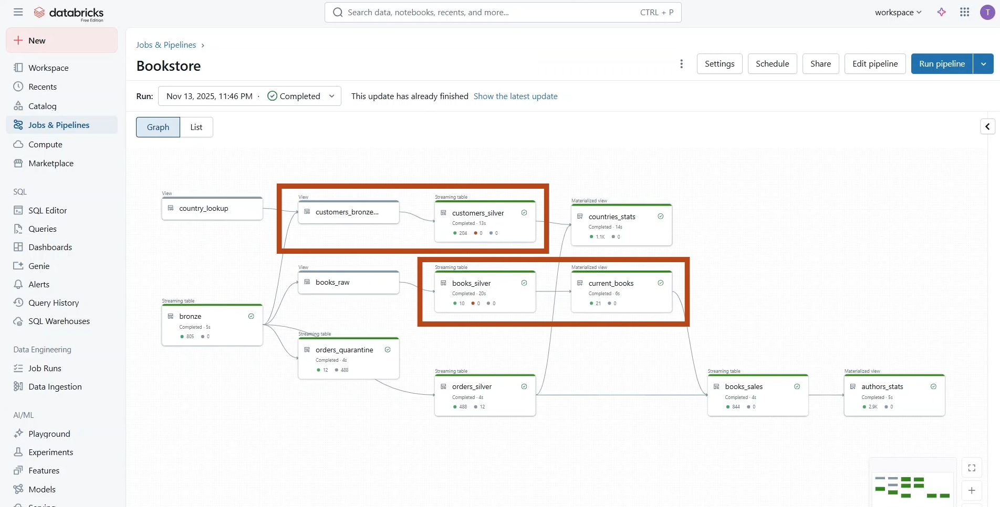 databricks
Free Edition
Search data, notebooks, recents, and more...
CTRL + P
workspace
T
New
Workspace
Recents
Catalog
Jobs & Pipelines
Compute
Marketplace
SQL
SQL Editor
Queries
Dashboards
Genie
Alerts
Query History
SQL Warehouses
Data Engineering
Job Runs
Data Ingestion
AI/ML
Playground
Experiments
Features
Models
Serving
Jobs & Pipelines ›
Bookstore
Settings
Schedule
Share
Edit pipeline
Run pipeline
Run: Nov 13, 2025, 11:46 PM · Completed
This update has already finished Show the latest update
Graph
List
View
country_lookup
View
customers_bronze...
Streaming table
customers_silver
Completed · 13s
204 0 0
Materialized view
countries_stats
Completed · 14s
1.1K 0
View
books_raw
Streaming table
books_silver
Completed · 20s
10 0 0
Materialized view
current_books
Completed · 6s
21 0
Streaming table
bronze
Completed · 5s
805 0
Streaming table
orders_quarantine
Completed · 4s
12 488
Streaming table
orders_silver
Completed · 4s
488 12
Streaming table
books_sales
Completed · 4s
844 0
Materialized view
authors_stats
Completed · 5s
2.9K 0